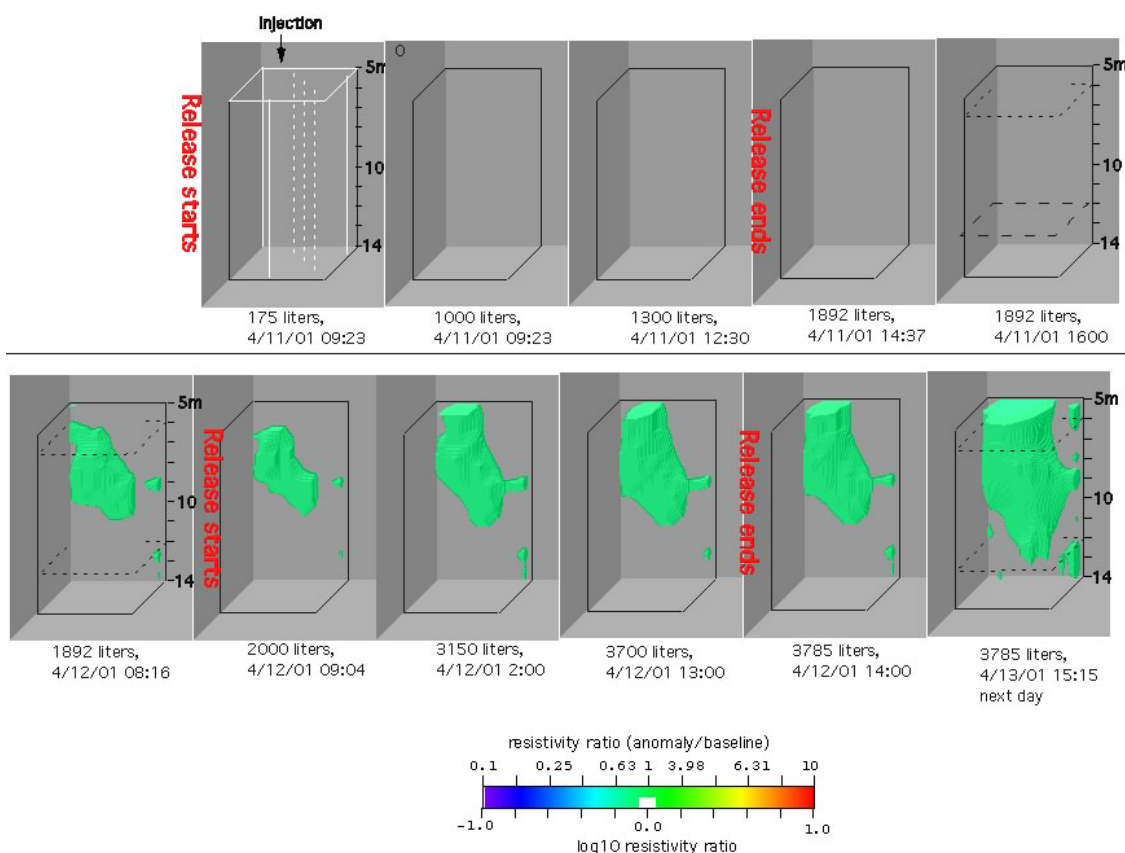 Injection
Release starts
5m
10
14
O
Release ends
5m
10
14
175 liters,
4/11/01 09:23
1000 liters,
4/11/01 09:23
1300 liters,
4/11/01 12:30
1892 liters,
4/11/01 14:37
1892 liters,
4/11/01 1600
5m
10
14
Release starts
Release ends
5m
10
14
1892 liters,
4/12/01 08:16
2000 liters,
4/12/01 09:04
3150 liters,
4/12/01 2:00
3700 liters,
4/12/01 13:00
3785 liters,
4/12/01 14:00
3785 liters,
4/13/01 15:15
next day
resistivity ratio (anomaly/baseline)
0.1 0.25 0.63 1 3.98 6.31 10
-1.0 0.0 1.0
log10 resistivity ratio